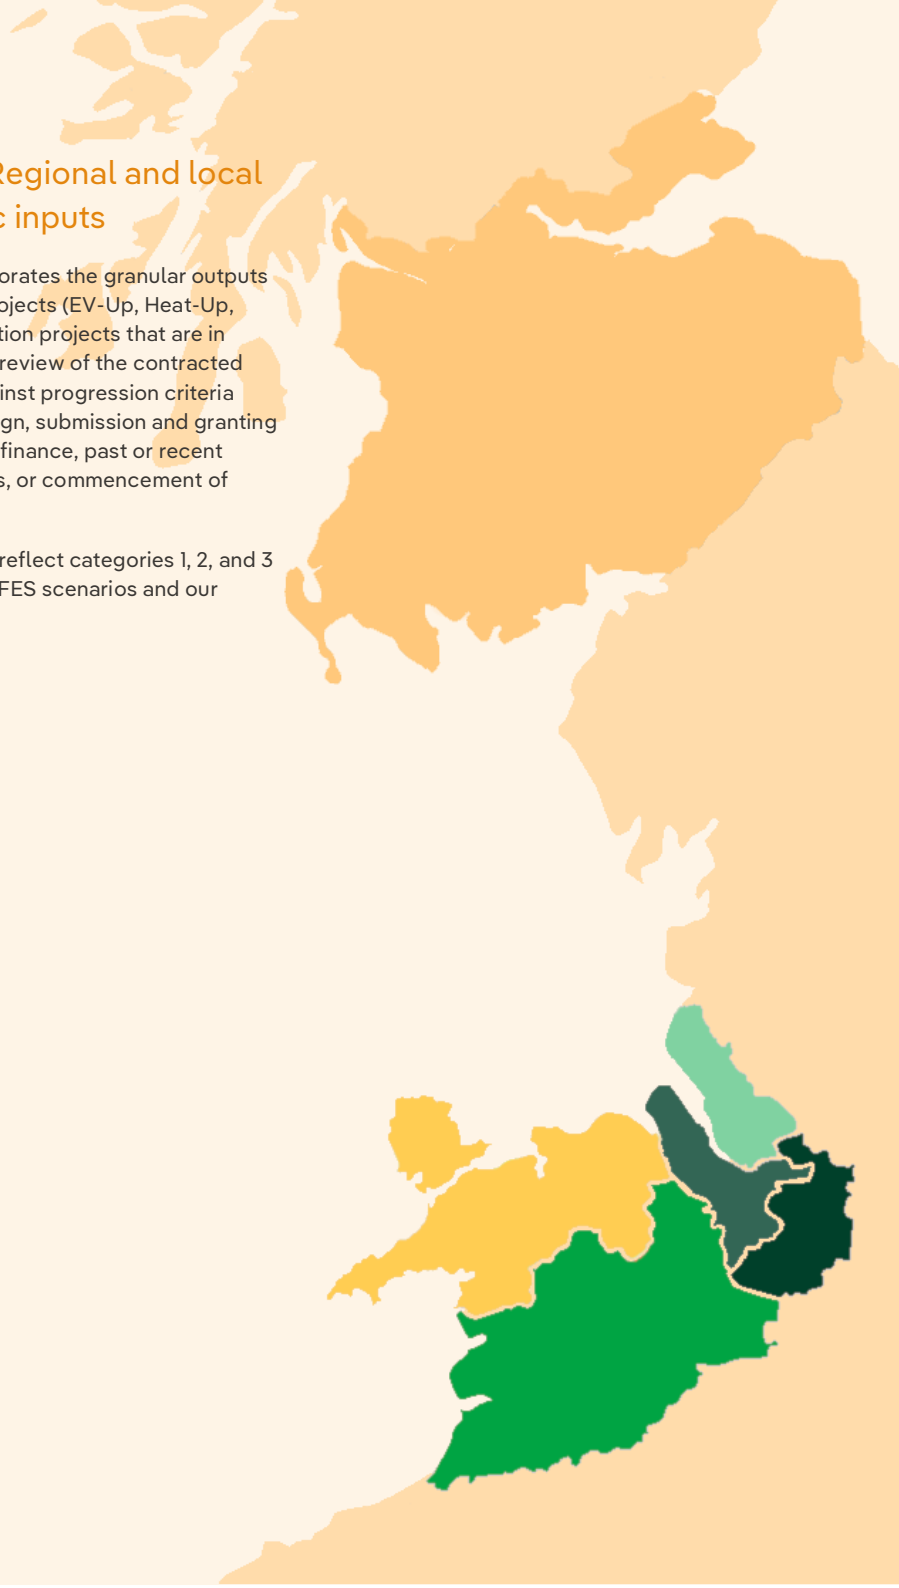 Regional and local
c inputs
orates the granular outputs
ojects (EV-Up, Heat-Up,
tion projects that are in
review of the contracted
inst progression criteria
ign, submission and granting
finance, past or recent
s, or commencement of
reflect categories 1, 2, and 3
FES scenarios and our